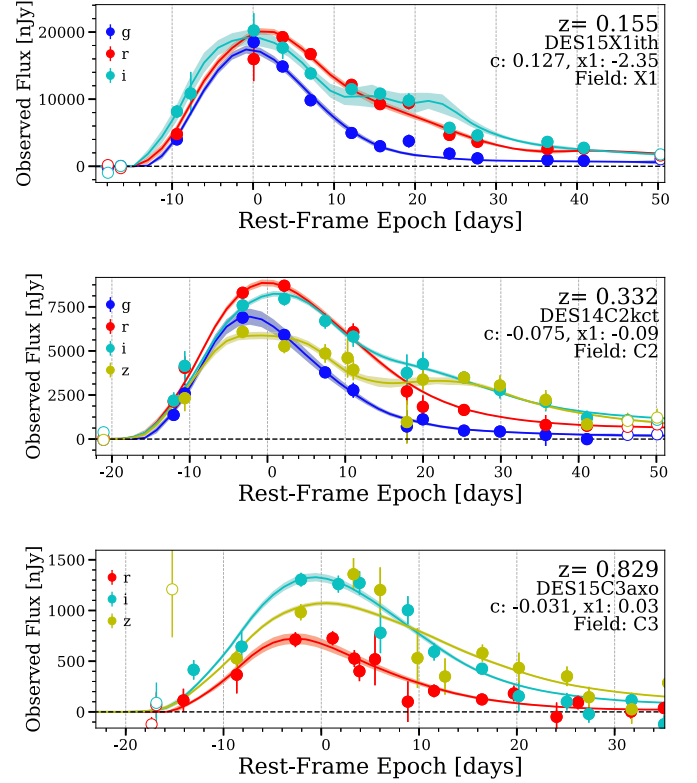 20000
10000
0
Observed Flux [nJy]
g
r
i
z= 0.155
DES15X1ith
c: 0.127, x1: -2.35
Field: X1
-10 0 10 20 30 40 50
Rest-Frame Epoch [days]
7500
5000
2500
0
Observed Flux [nJy]
g
r
i
z
z= 0.332
DES14C2kct
c: -0.075, x1: -0.09
Field: C2
-20 -10 0 10 20 30 40 50
Rest-Frame Epoch [days]
1500
1000
500
0
Observed Flux [nJy]
r
i
z
z= 0.829
DES15C3axo
c: -0.031, x1: 0.03
Field: C3
-20 -10 0 10 20 30
Rest-Frame Epoch [days]